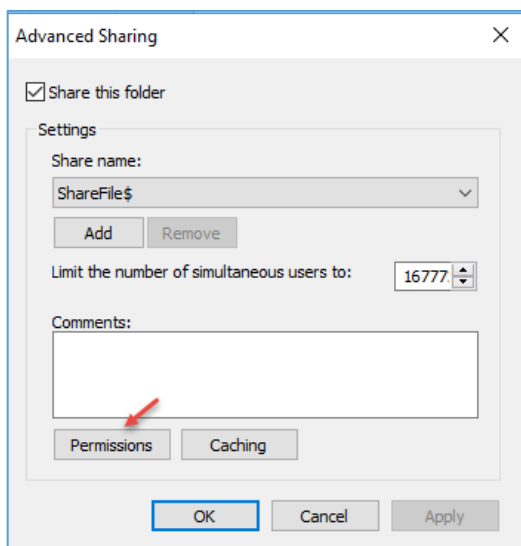 Advanced Sharing
Share this folder
Settings
Share name:
ShareFile$
Add Remove
Limit the number of simultaneous users to: 16777
Comments:
Permissions Caching
OK Cancel Apply